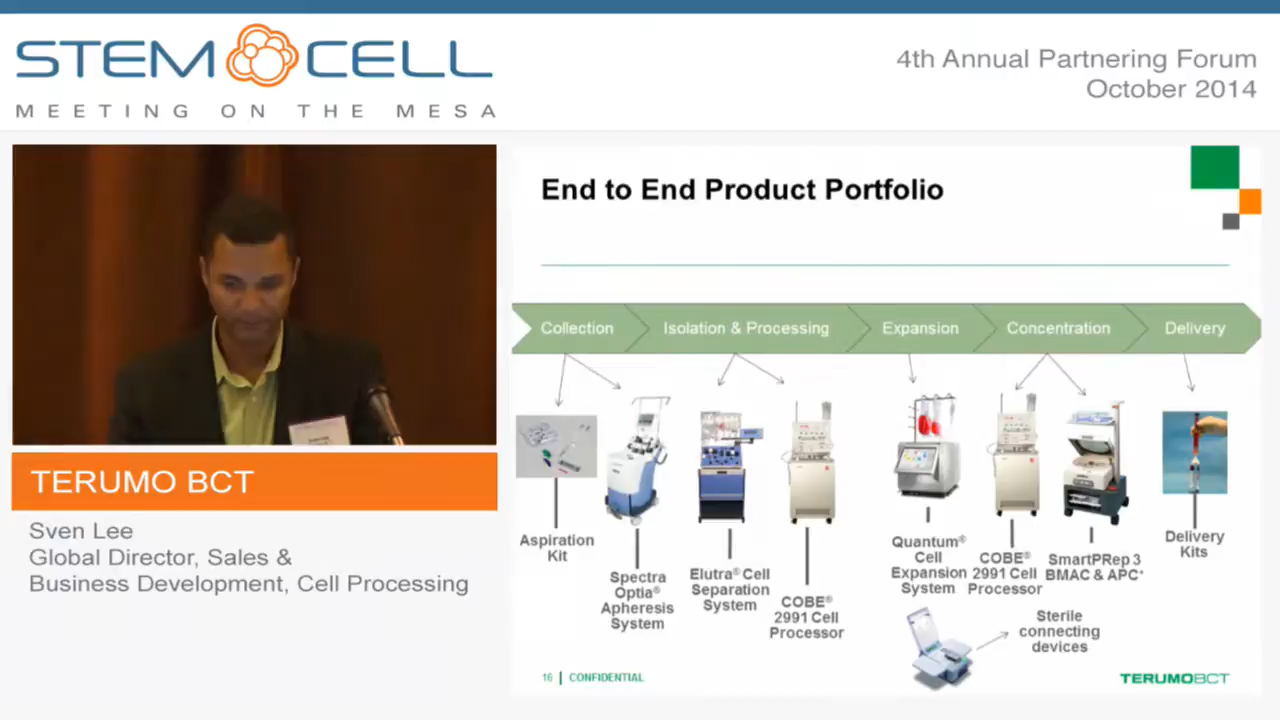 STEM CELL
MEETING ON THE MESA
4th Annual Partnering Forum
October 2014
TERUMO BCT
Sven Lee
Global Director, Sales &
Business Development, Cell Processing
End to End Product Portfolio
Collection
Isolation & Processing
Expansion
Concentration
Delivery
Aspiration
Kit
Spectra
Optia®
Apheresis
System
Elutra® Cell
Separation
System
COBE®
2991 Cell
Processor
Quantum®
Cell
Expansion
System
COBE®
2991 Cell
Processor
SmartPRep 3
BMAC & APC+
Delivery
Kits
Sterile
connecting
devices
16 | CONFIDENTIAL
TERUMOBCT